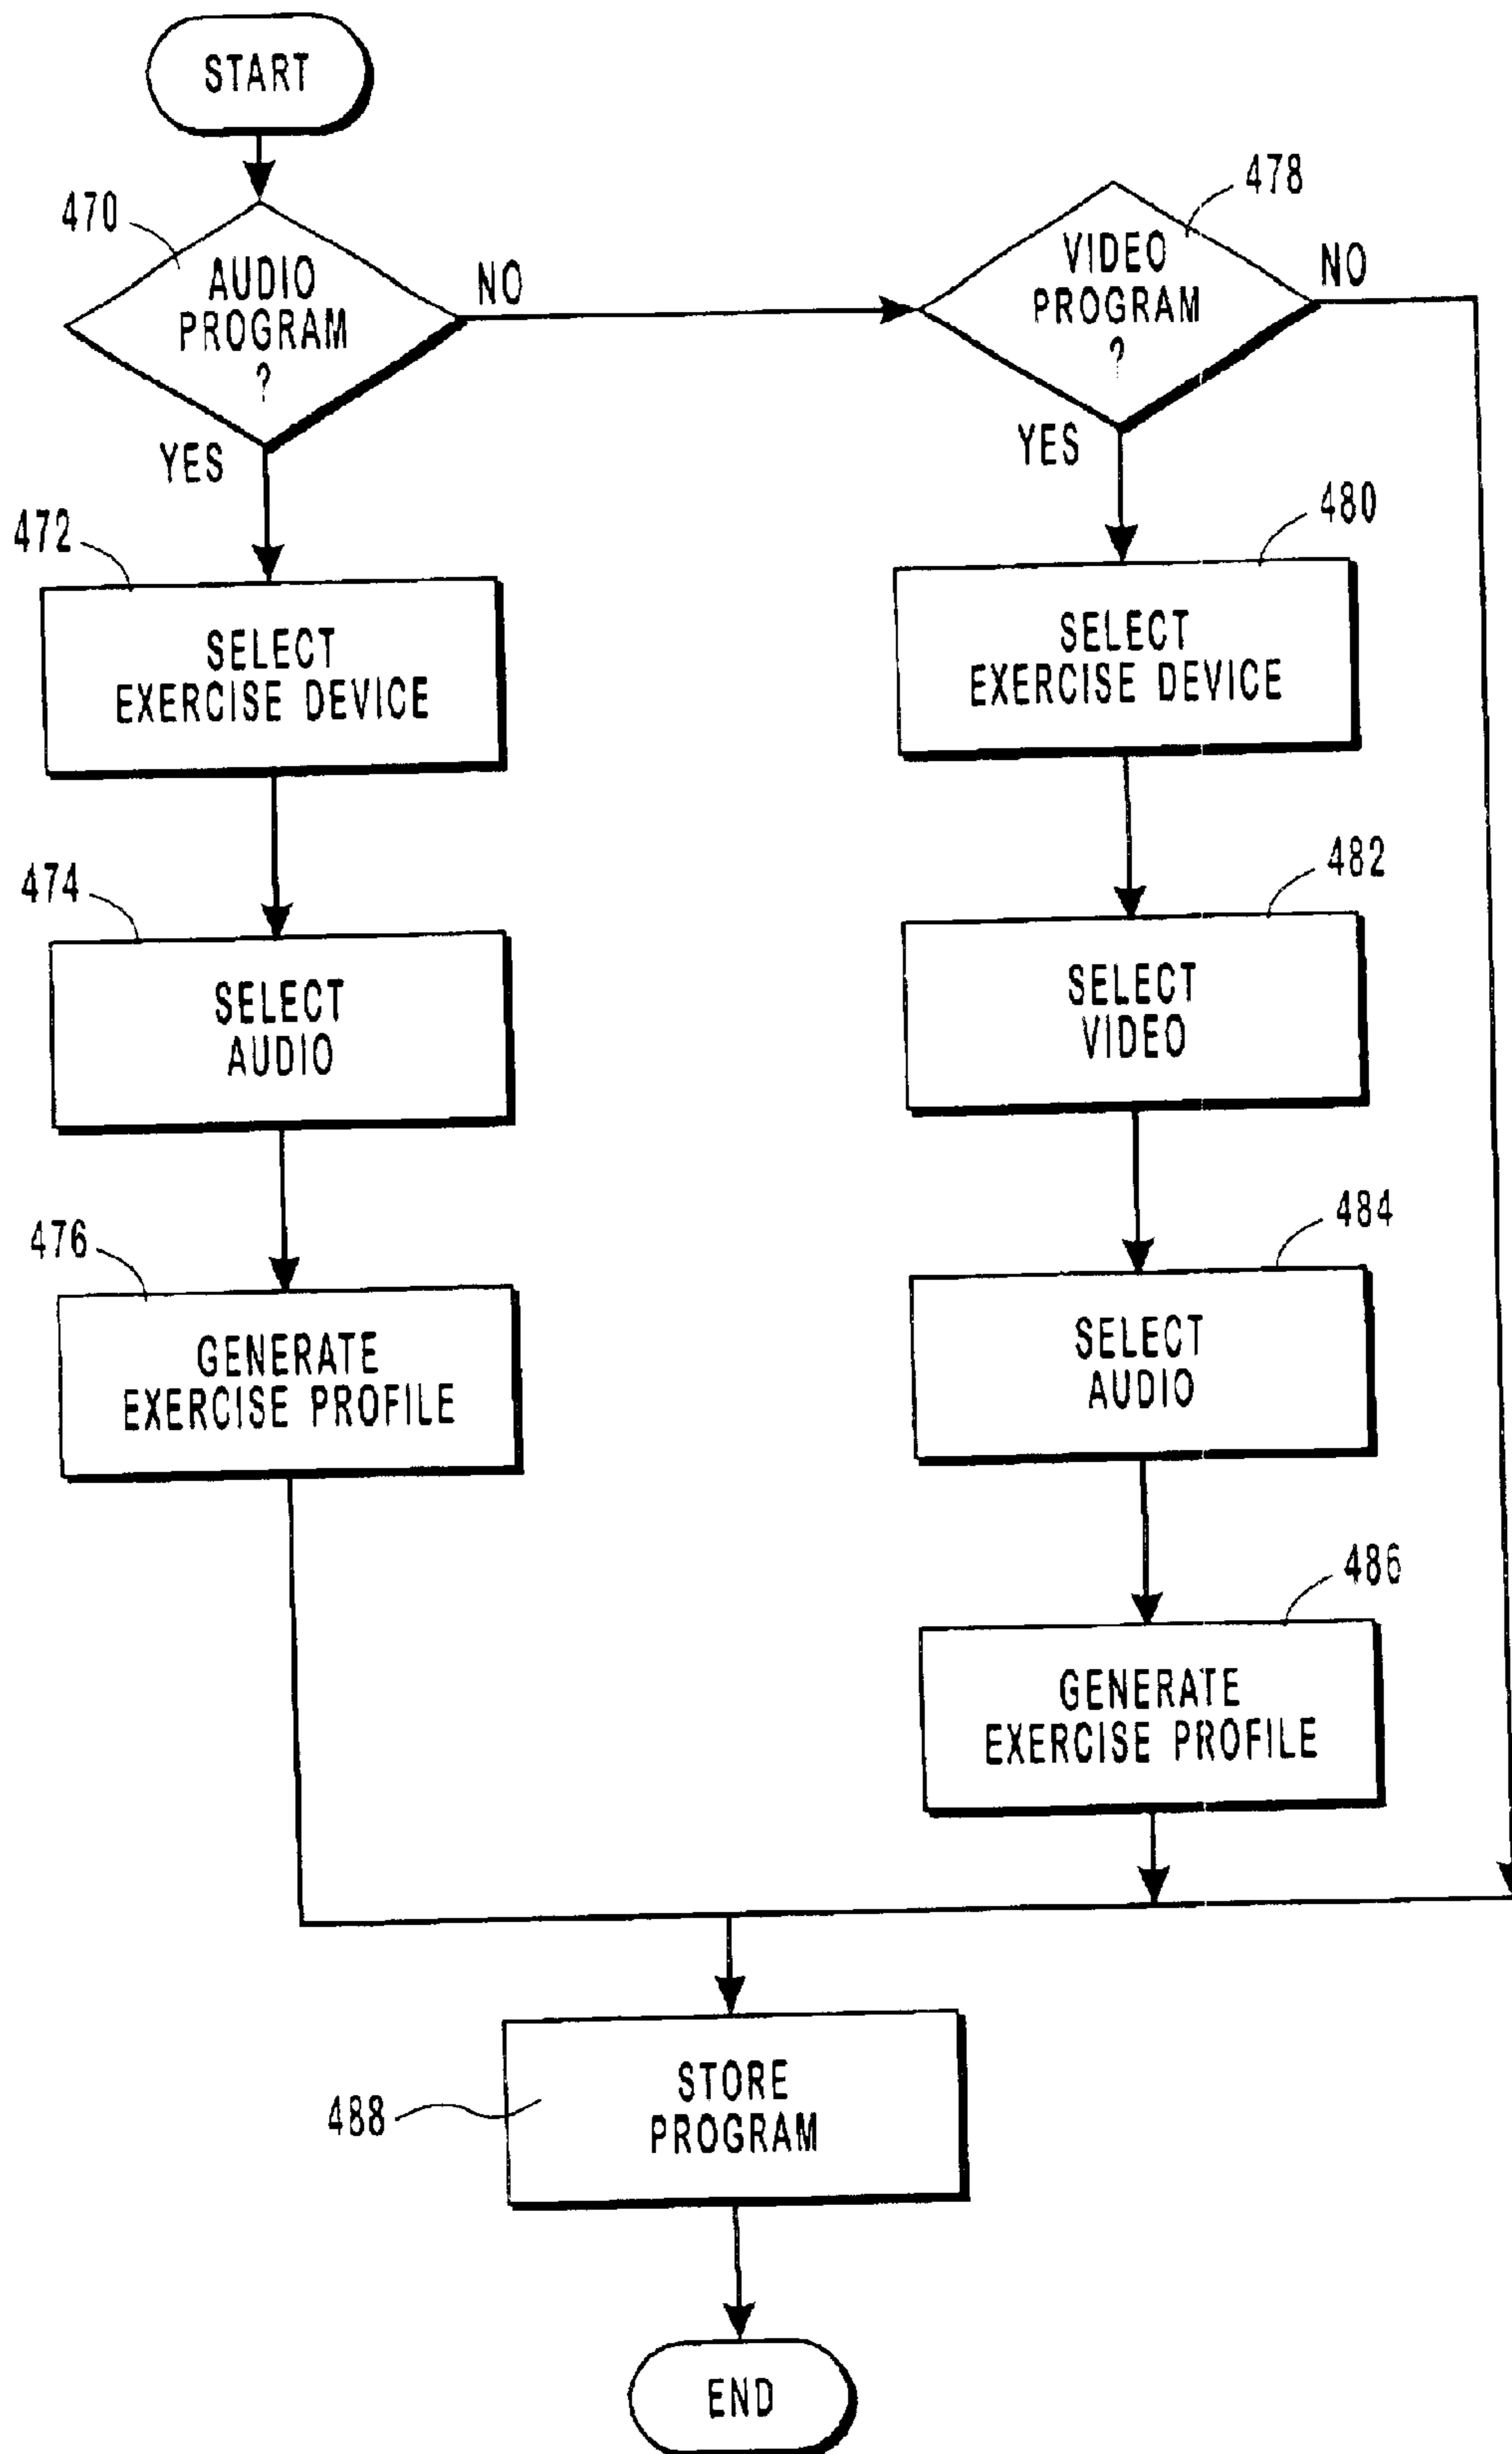 START
470
AUDIO
PROGRAM
?
NO
YES
472
SELECT
EXERCISE DEVICE
474
SELECT
AUDIO
476
GENERATE
EXERCISE PROFILE
478
VIDEO
PROGRAM
?
NO
YES
480
SELECT
EXERCISE DEVICE
482
SELECT
VIDEO
484
SELECT
AUDIO
486
GENERATE
EXERCISE PROFILE
488
STORE
PROGRAM
END